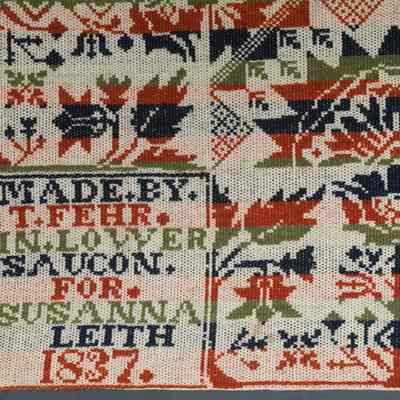 MADE.BY.
T.FEHR.
IN.LOWER
SAUCON.
FOR.
SUSANNA
LEITH
1837.